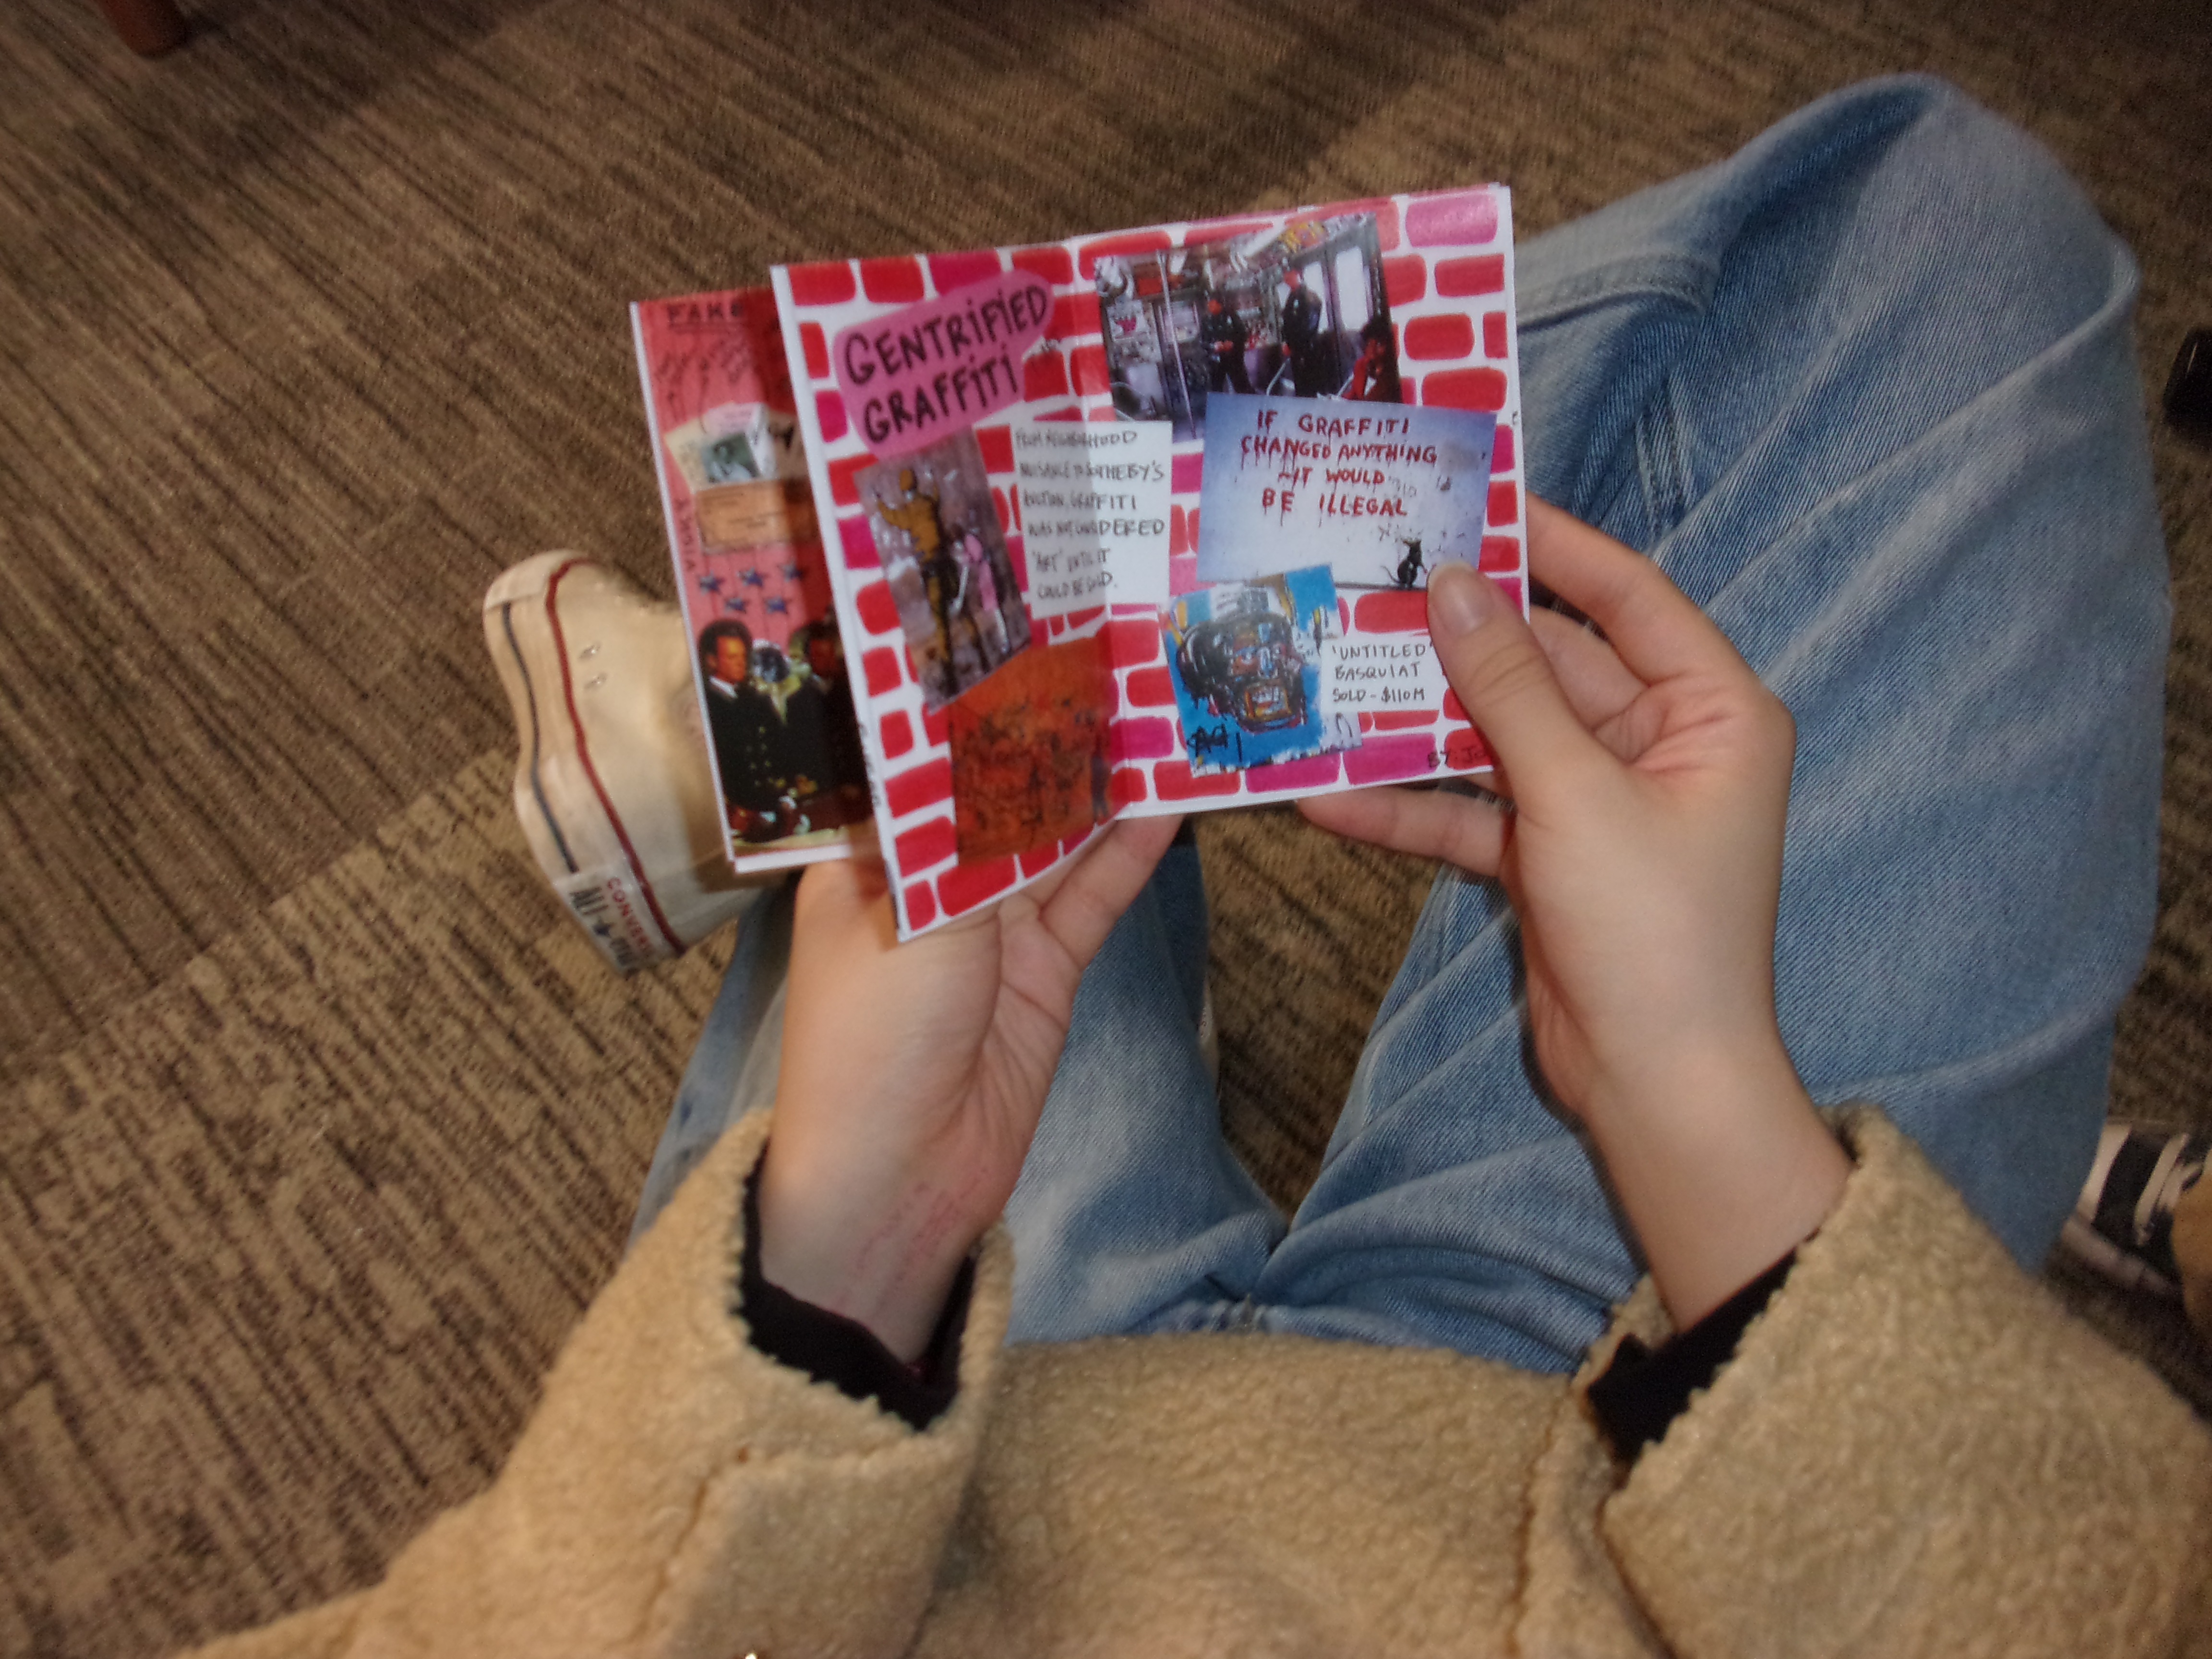 FAKE
GENTRIFIED
GRAFFITI
FROM NEIGHBORHOOD
NUISANCE TO SOTHEBY'S
AUCTION, GRAFFITI
WAS NOT CONSIDERED
'ART' UNTIL IT
COULD BE SOLD.
IF GRAFFITI
CHANGED ANYTHING
-IT WOULD
BE ILLEGAL
'UNTITLED'
BASQUIAT
SOLD - $110M
BY:
CONVERSE
ALL STAR